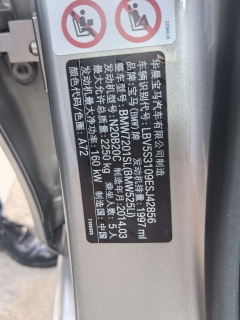 华晨宝马汽车有限公司制造
车辆识别代号: LBV5S3109ESJ42856
品牌: 宝马(BMW)牌
整车型号: BMW7201SL(BMW525Li)
发动机型号: N20B20C 发动机排量: 1997 ml
最大允许总质量: 2250 kg 制造年月: 2014.03
发动机最大净功率: 160 kW 乘坐人数: 5人
颜色代码/色圈: A72 制造国: 中国